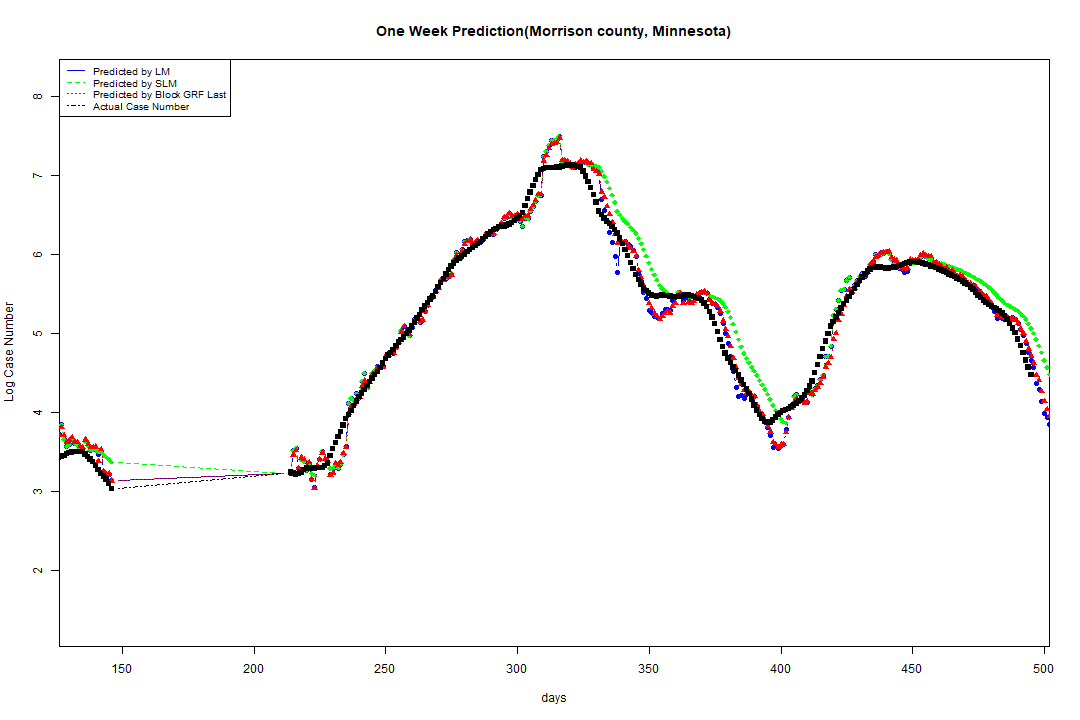 One Week Prediction(Morrison county, Minnesota)
Predicted by LM
Predicted by SLM
Predicted by Block GRF Last
Actual Case Number
Log Case Number
8
7
6
5
4
3
2
150 200 250 300 350 400 450 500
days